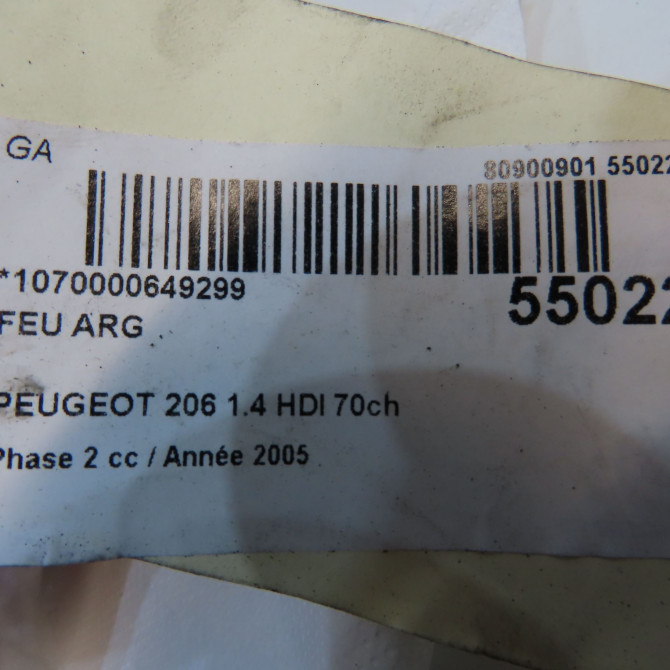 GA
80900901 55022
*1070000649299
55022
FEU ARG
PEUGEOT 206 1.4 HDI 70ch
Phase 2 cc / Année 2005